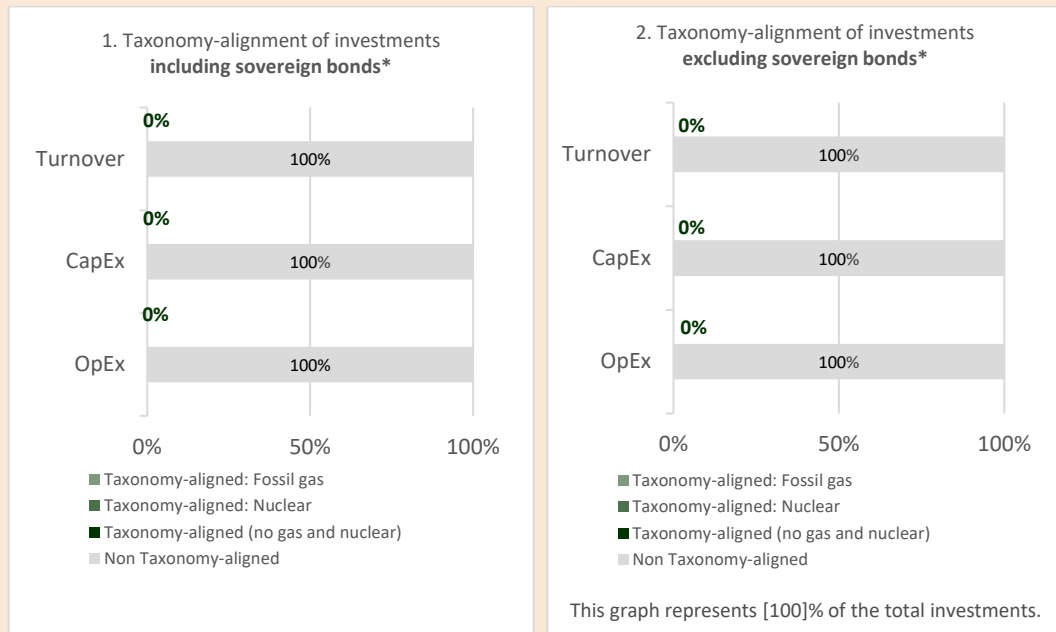 1. Taxonomy-alignment of investments
including sovereign bonds*
0%
Turnover
100%
0%
CapEx
100%
0%
OpEx
100%
0%
50%
100%
Taxonomy-aligned: Fossil gas
Taxonomy-aligned: Nuclear
Taxonomy-aligned (no gas and nuclear)
Non Taxonomy-aligned
2. Taxonomy-alignment of investments
excluding sovereign bonds*
0%
Turnover
100%
0%
CapEx
100%
0%
OpEx
100%
0%
50%
100%
Taxonomy-aligned: Fossil gas
Taxonomy-aligned: Nuclear
Taxonomy-aligned (no gas and nuclear)
Non Taxonomy-aligned
This graph represents [100]% of the total investments.